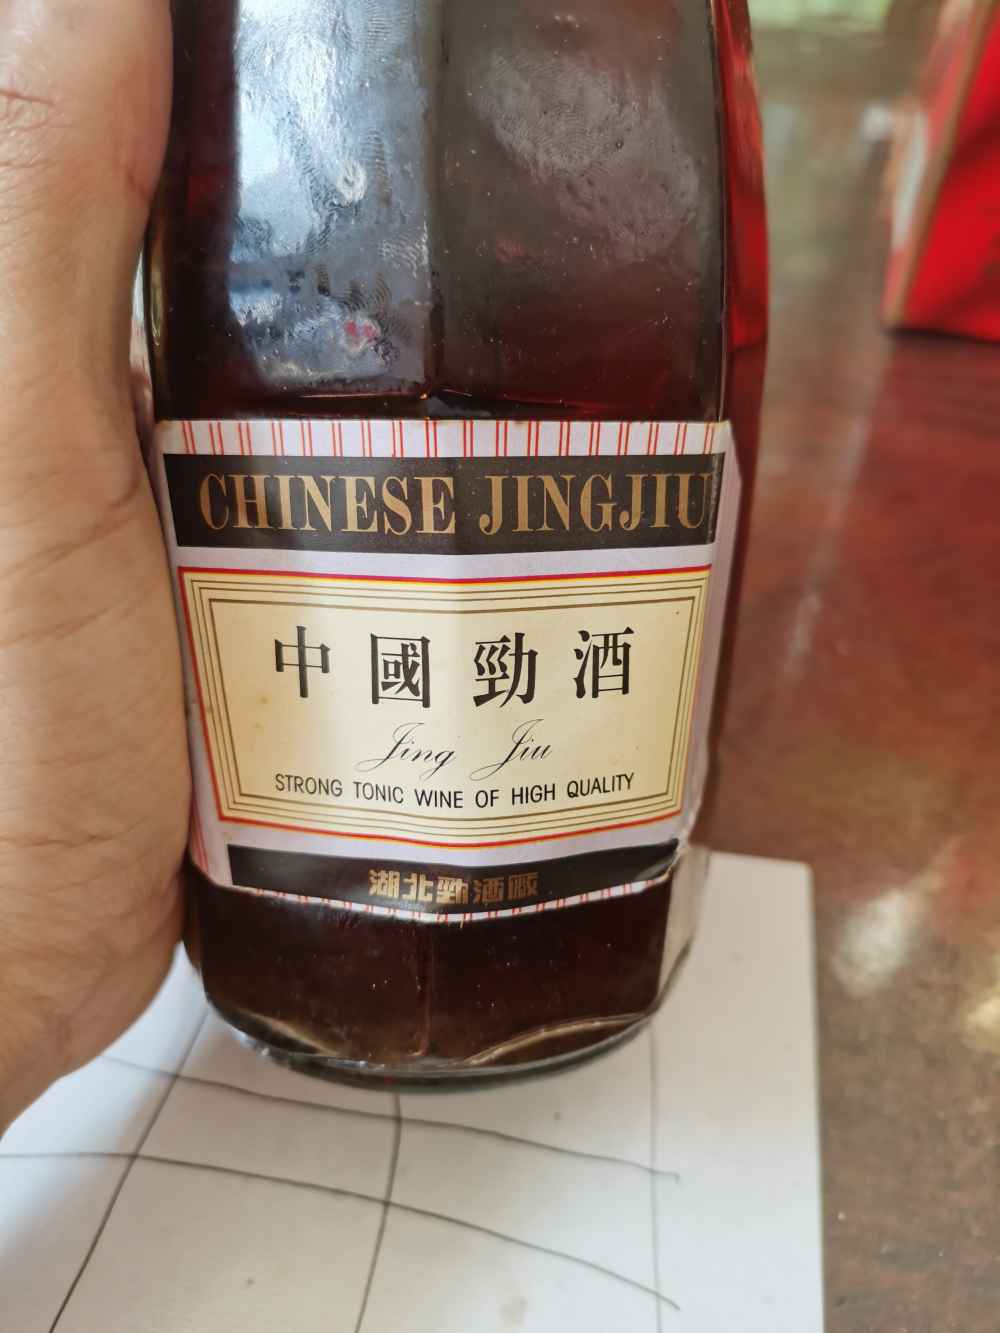 CHINESE JINGJIU
中國勁酒
Jing Jiu
STRONG TONIC WINE OF HIGH QUALITY
湖北勁酒廠